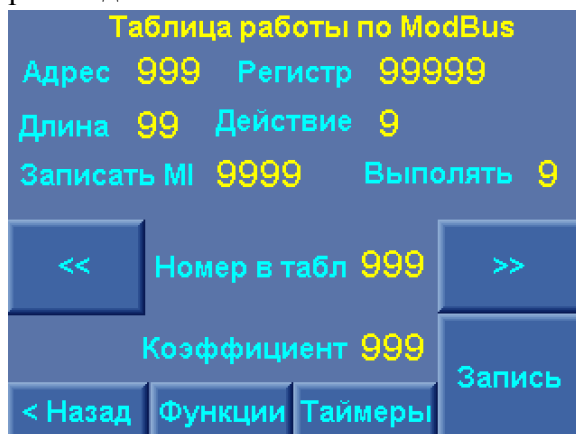 Таблица работы по ModBus
Адрес 999 Регистр 99999
Длина 99 Действие 9
Записать MI 9999 Выполять 9
<< Номер в табл 999 >>
Коэффициент 999
Запись
< Назад Функции Таймеры